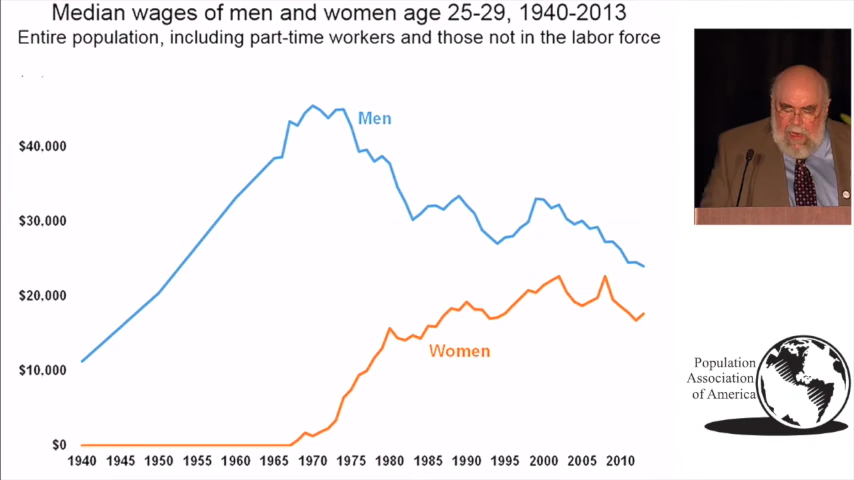 Median wages of men and women age 25-29, 1940-2013
Entire population, including part-time workers and those not in the labor force
Men
$40,000
$30,000
$20,000
Women
$10,000
$0
1940 1945 1950 1955 1960 1965 1970 1975 1980 1985 1990 1995 2000 2005 2010
Population
Association
of America